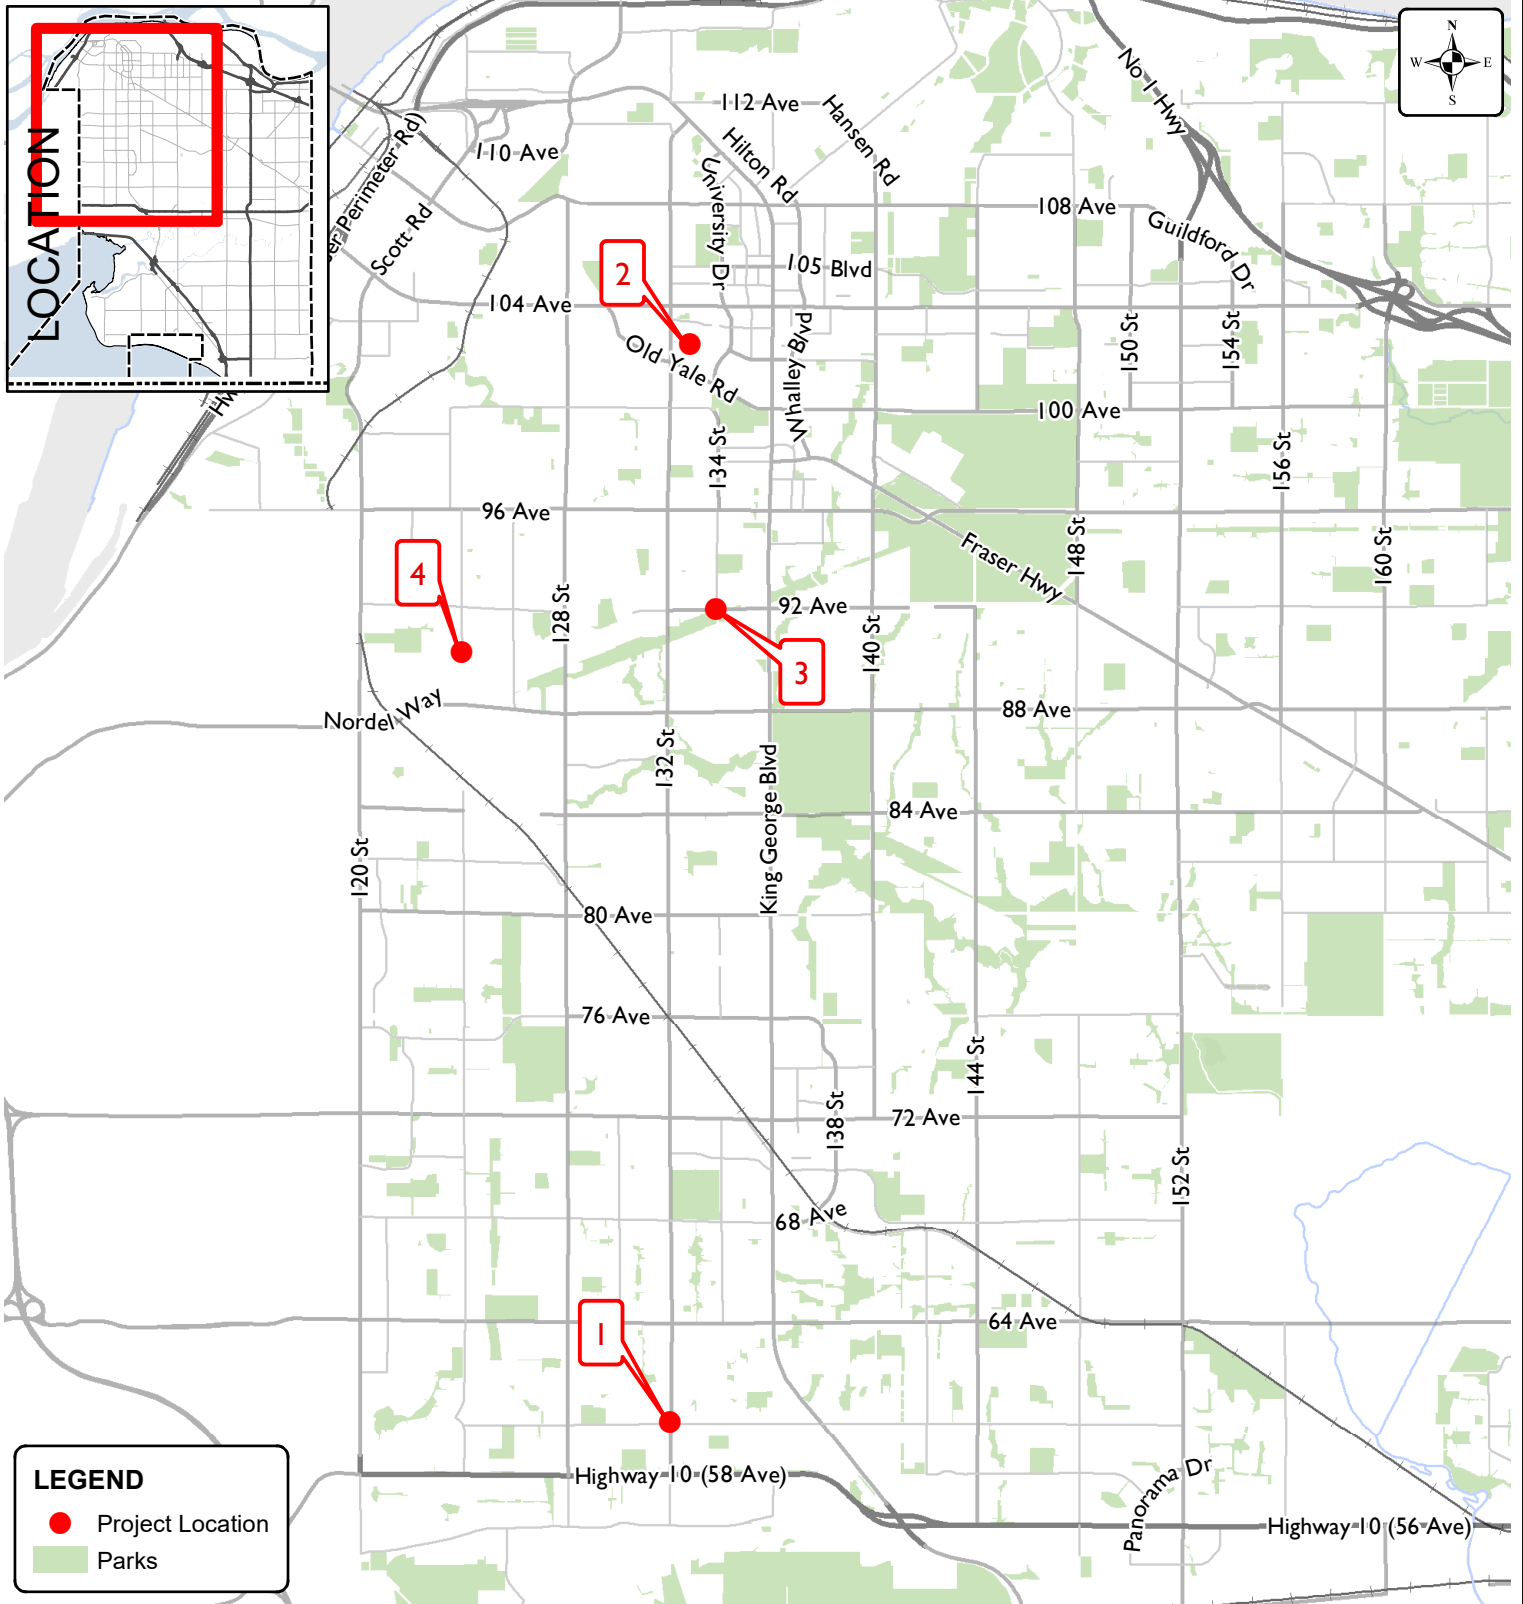 LOCATION
N
W E
S
No 1 Hwy
112 Ave
Hansen Rd
Hilton Rd
110 Ave
University Dr
Scott Rd
108 Ave
Guildford Dr
105 Blvd
2
104 Ave
Old Yale Rd
Whalley Blvd
150 St
154 St
100 Ave
134 St
156 St
96 Ave
148 St
160 St
Fraser Hwy
4
128 St
92 Ave
140 St
3
Nordel Way
88 Ave
132 St
King George Blvd
84 Ave
120 St
80 Ave
76 Ave
144 St
138 St
72 Ave
152 St
68 Ave
64 Ave
1
Highway 10 (58 Ave)
Panorama Dr
Highway 10 (56 Ave)
LEGEND
Project Location
Parks